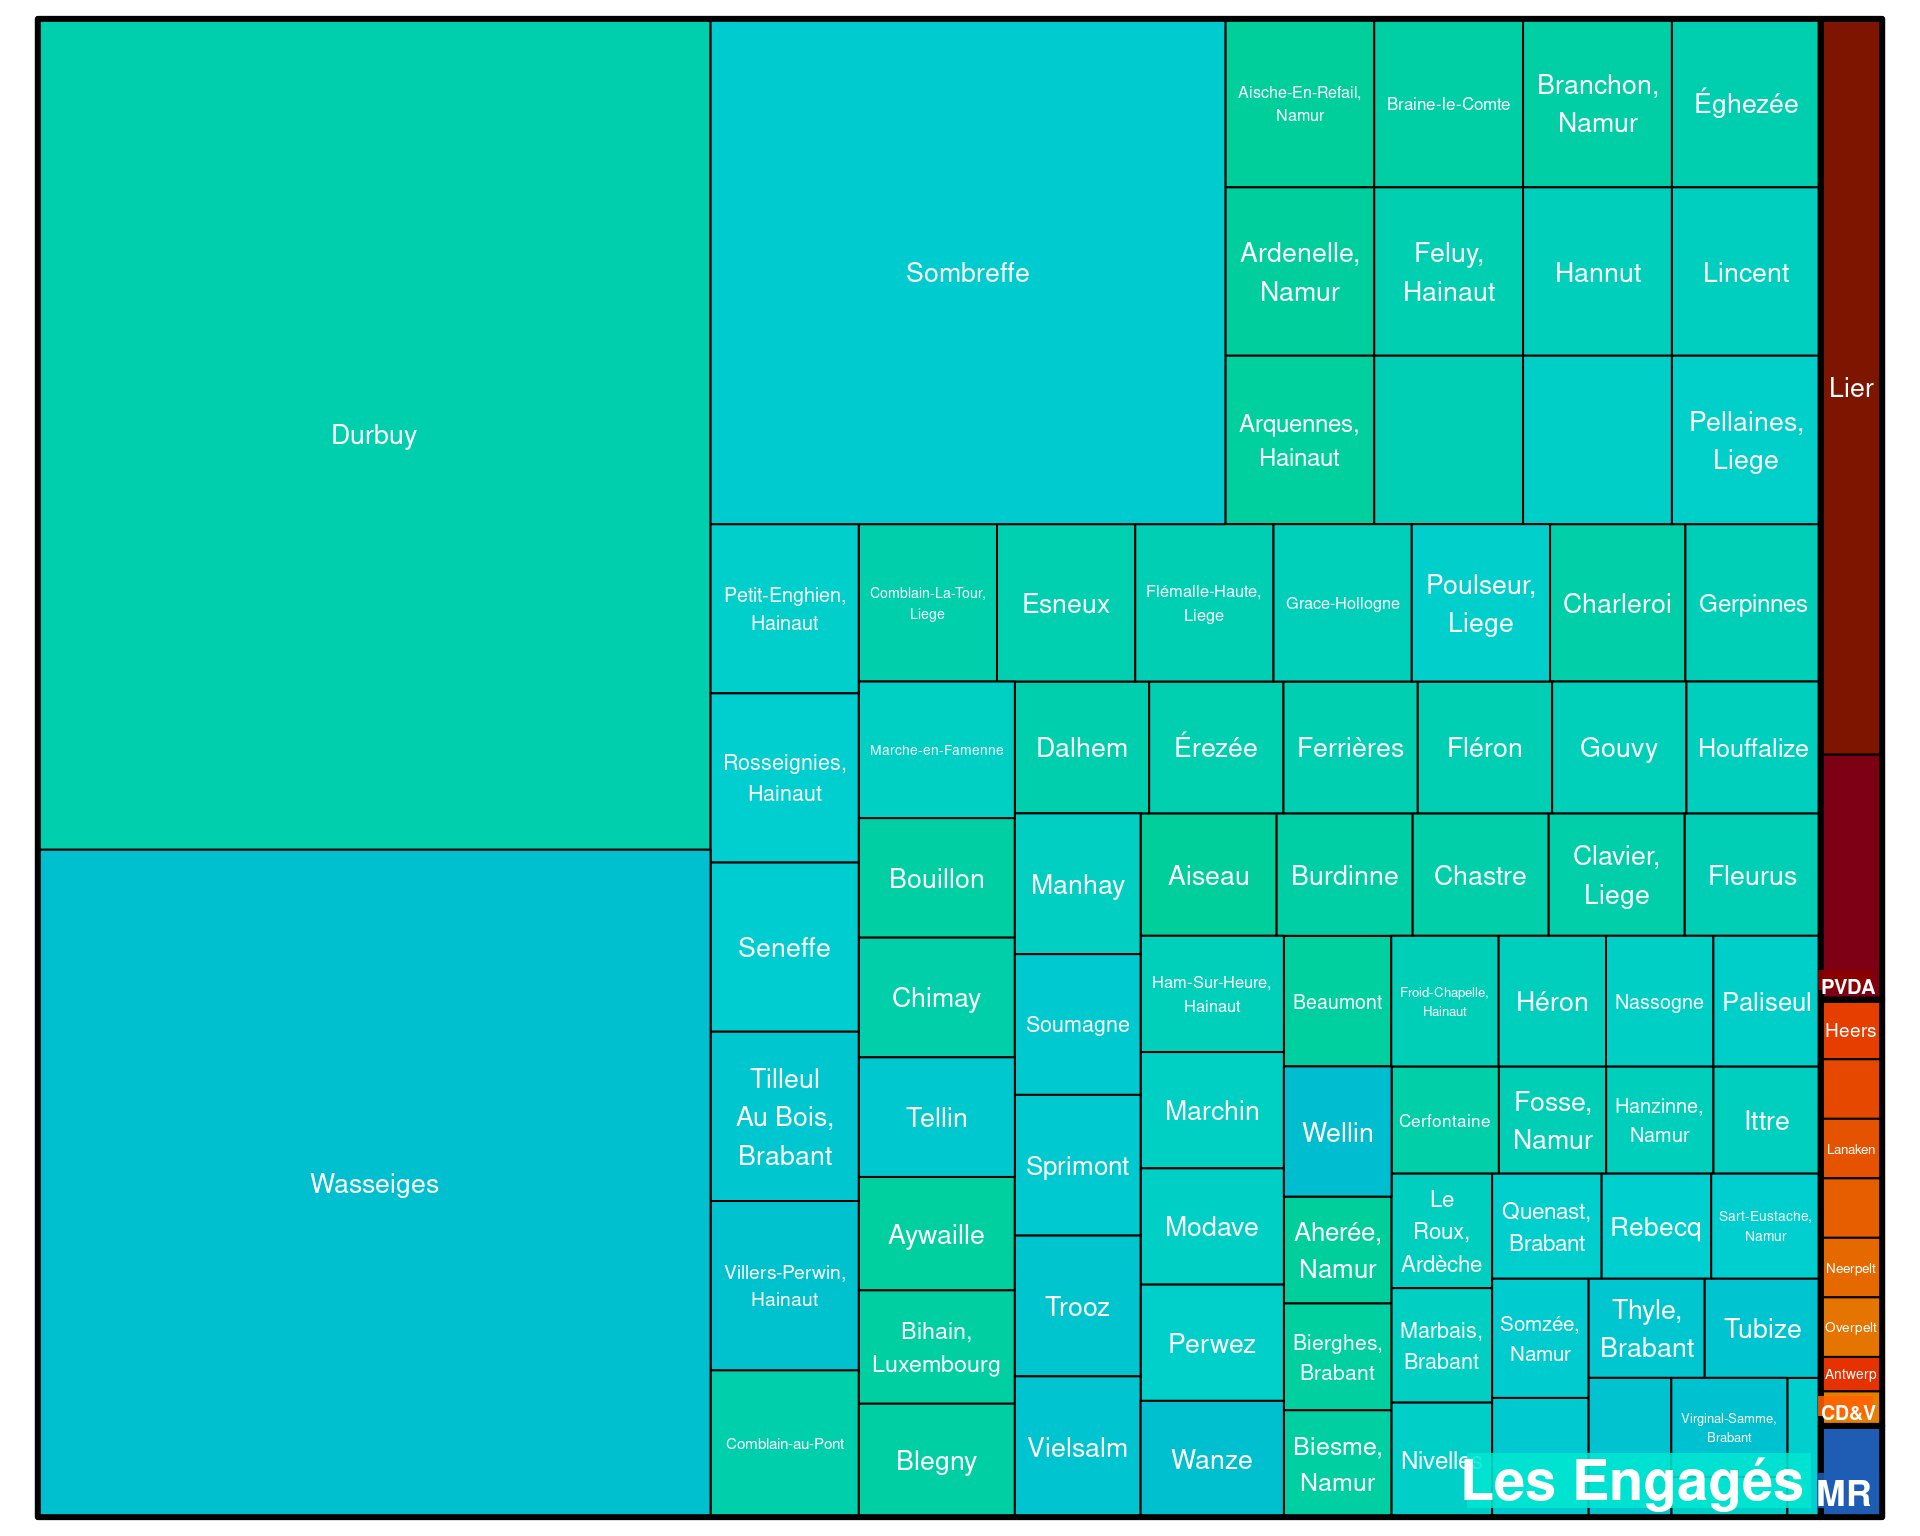 Durbuy
Wasseiges
Sombreffe
Aische-En-Refail,
Namur
Braine-le-Comte
Branchon,
Namur
Éghezée
Ardenelle,
Namur
Feluy,
Hainaut
Hannut
Lincent
Arquennes,
Hainaut
Pellaines,
Liege
Petit-Enghien,
Hainaut
Comblain-La-Tour,
Liege
Esneux
Flémalle-Haute,
Liege
Grace-Hollogne
Poulseur,
Liege
Charleroi
Gerpinnes
Rosseignies,
Hainaut
Marche-en-Famenne
Dalhem
Érezée
Ferrières
Fléron
Gouvy
Houffalize
Seneffe
Bouillon
Manhay
Aiseau
Burdinne
Chastre
Clavier,
Liege
Fleurus
Chimay
Soumagne
Ham-Sur-Heure,
Hainaut
Beaumont
Froid-Chapelle,
Hainaut
Héron
Nassogne
Paliseul
Tilleul
Au Bois,
Brabant
Tellin
Sprimont
Marchin
Wellin
Cerfontaine
Fosse,
Namur
Hanzinne,
Namur
Ittre
Villers-Perwin,
Hainaut
Aywaille
Trooz
Modave
Aherée,
Namur
Le
Roux,
Ardèche
Quenast,
Brabant
Rebecq
Sart-Eustache,
Namur
Bihain,
Luxembourg
Perwez
Bierghes,
Brabant
Marbais,
Brabant
Somzée,
Namur
Thyle,
Brabant
Tubize
Comblain-au-Pont
Blegny
Vielsalm
Wanze
Biesme,
Namur
Nivelles
Virginal-Samme,
Brabant
Les Engagés
Lier
PVDA
Heers
Lanaken
Neerpelt
Overpelt
Antwerp
CD&V
MR